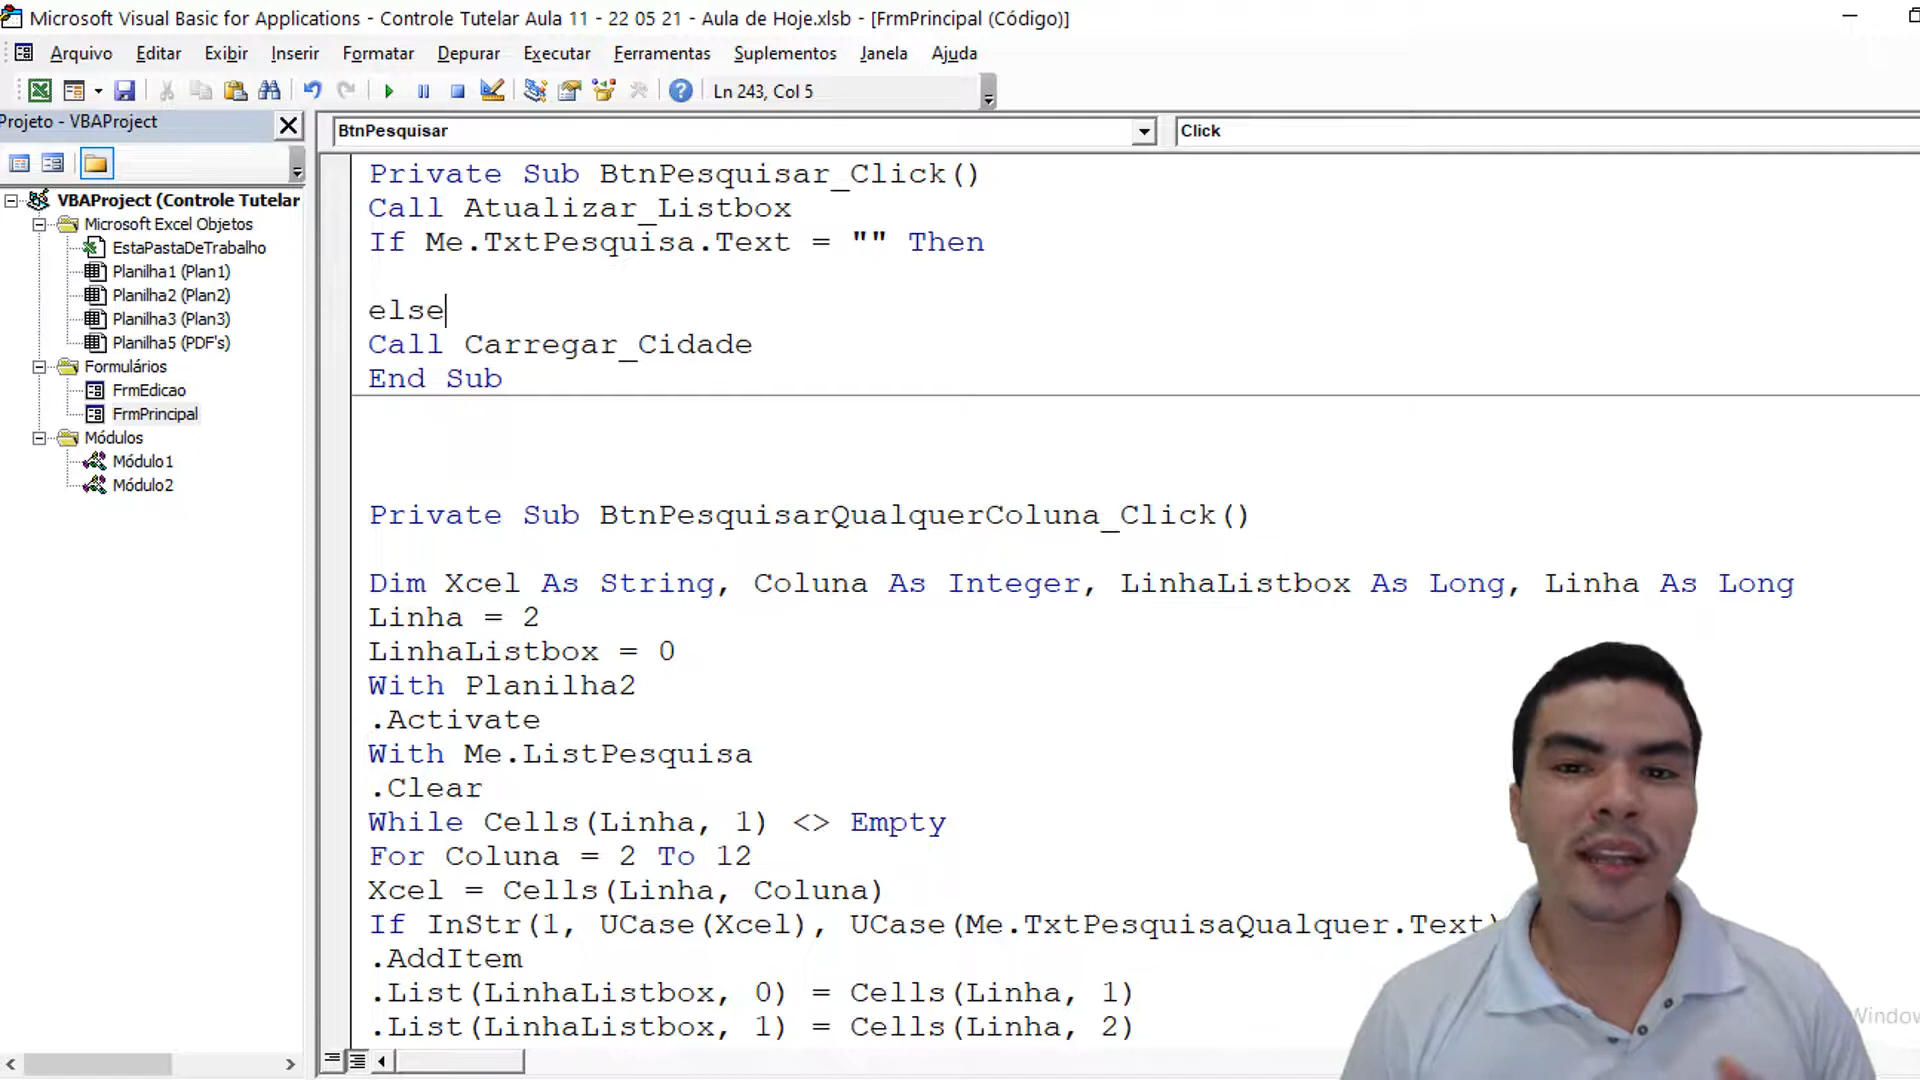 Microsoft Visual Basic for Applications - Controle Tutelar Aula 11 - 22 05 21 - Aula de Hoje.xlsb - [FrmPrincipal (Código)]
Arquivo Editar Exibir Inserir Formatar Depurar Executar Ferramentas Suplementos Janela Ajuda
Ln 243, Col 5
Projeto - VBAProject
BtnPesquisar
Click
VBAProject (Controle Tutelar
Microsoft Excel Objetos
EstaPastaDeTrabalho
Planilha1 (Plan1)
Planilha2 (Plan2)
Planilha3 (Plan3)
Planilha5 (PDF's)
Formulários
FrmEdicao
FrmPrincipal
Módulos
Módulo1
Módulo2
Private Sub BtnPesquisar_Click()
Call Atualizar_Listbox
If Me.TxtPesquisa.Text = "" Then
else
Call Carregar_Cidade
End Sub
Private Sub BtnPesquisarQualquerColuna_Click()
Dim Xcel As String, Coluna As Integer, LinhaListbox As Long, Linha As Long
Linha = 2
LinhaListbox = 0
With Planilha2
.Activate
With Me.ListPesquisa
.Clear
While Cells(Linha, 1) <> Empty
For Coluna = 2 To 12
Xcel = Cells(Linha, Coluna)
If InStr(1, UCase(Xcel), UCase(Me.TxtPesquisaQualquer.Text)
.AddItem
.List(LinhaListbox, 0) = Cells(Linha, 1)
.List(LinhaListbox, 1) = Cells(Linha, 2)
Window